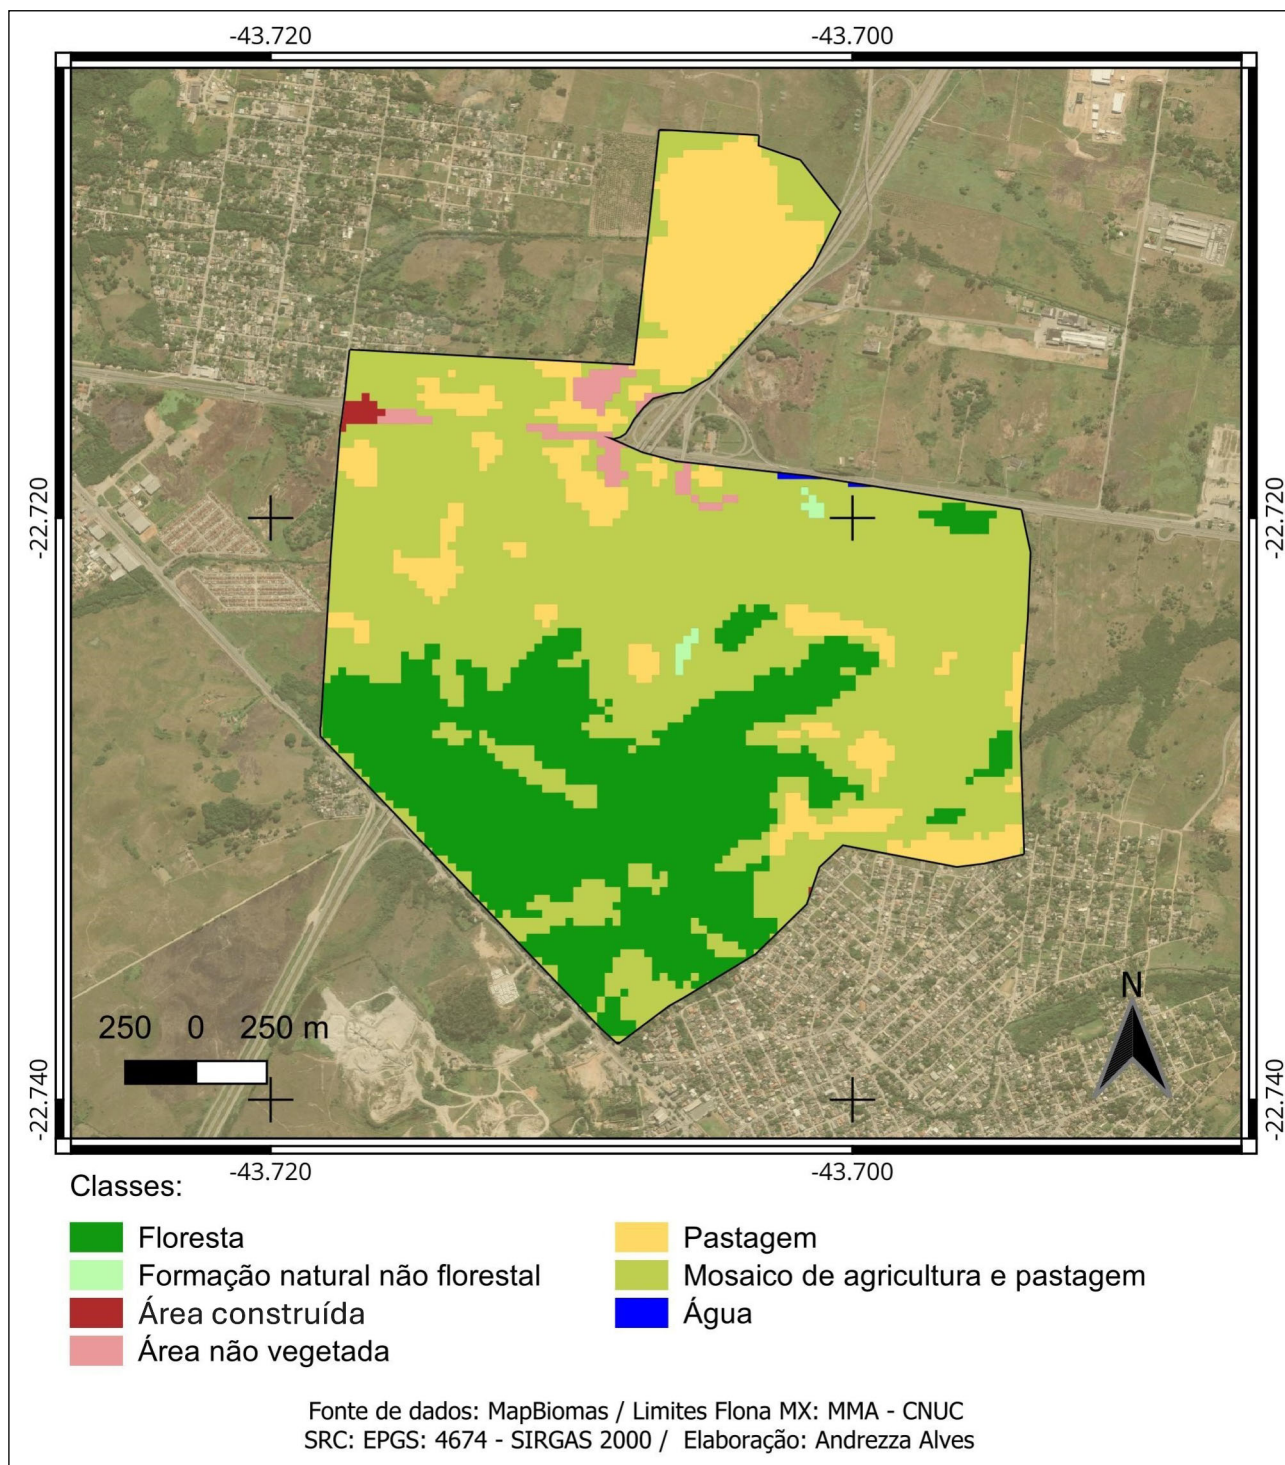 -43.720 -43.700
-22.720 -22.720
N
250 0 250 m
-22.740 -22.740
-43.720 -43.700
Classes:
Floresta Pastagem
Formação natural não florestal Mosaico de agricultura e pastagem
Área construída Água
Área não vegetada
Fonte de dados: MapBiomas / Limites Flona MX: MMA - CNUC
SRC: EPGS: 4674 - SIRGAS 2000 / Elaboração: Andrezza Alves